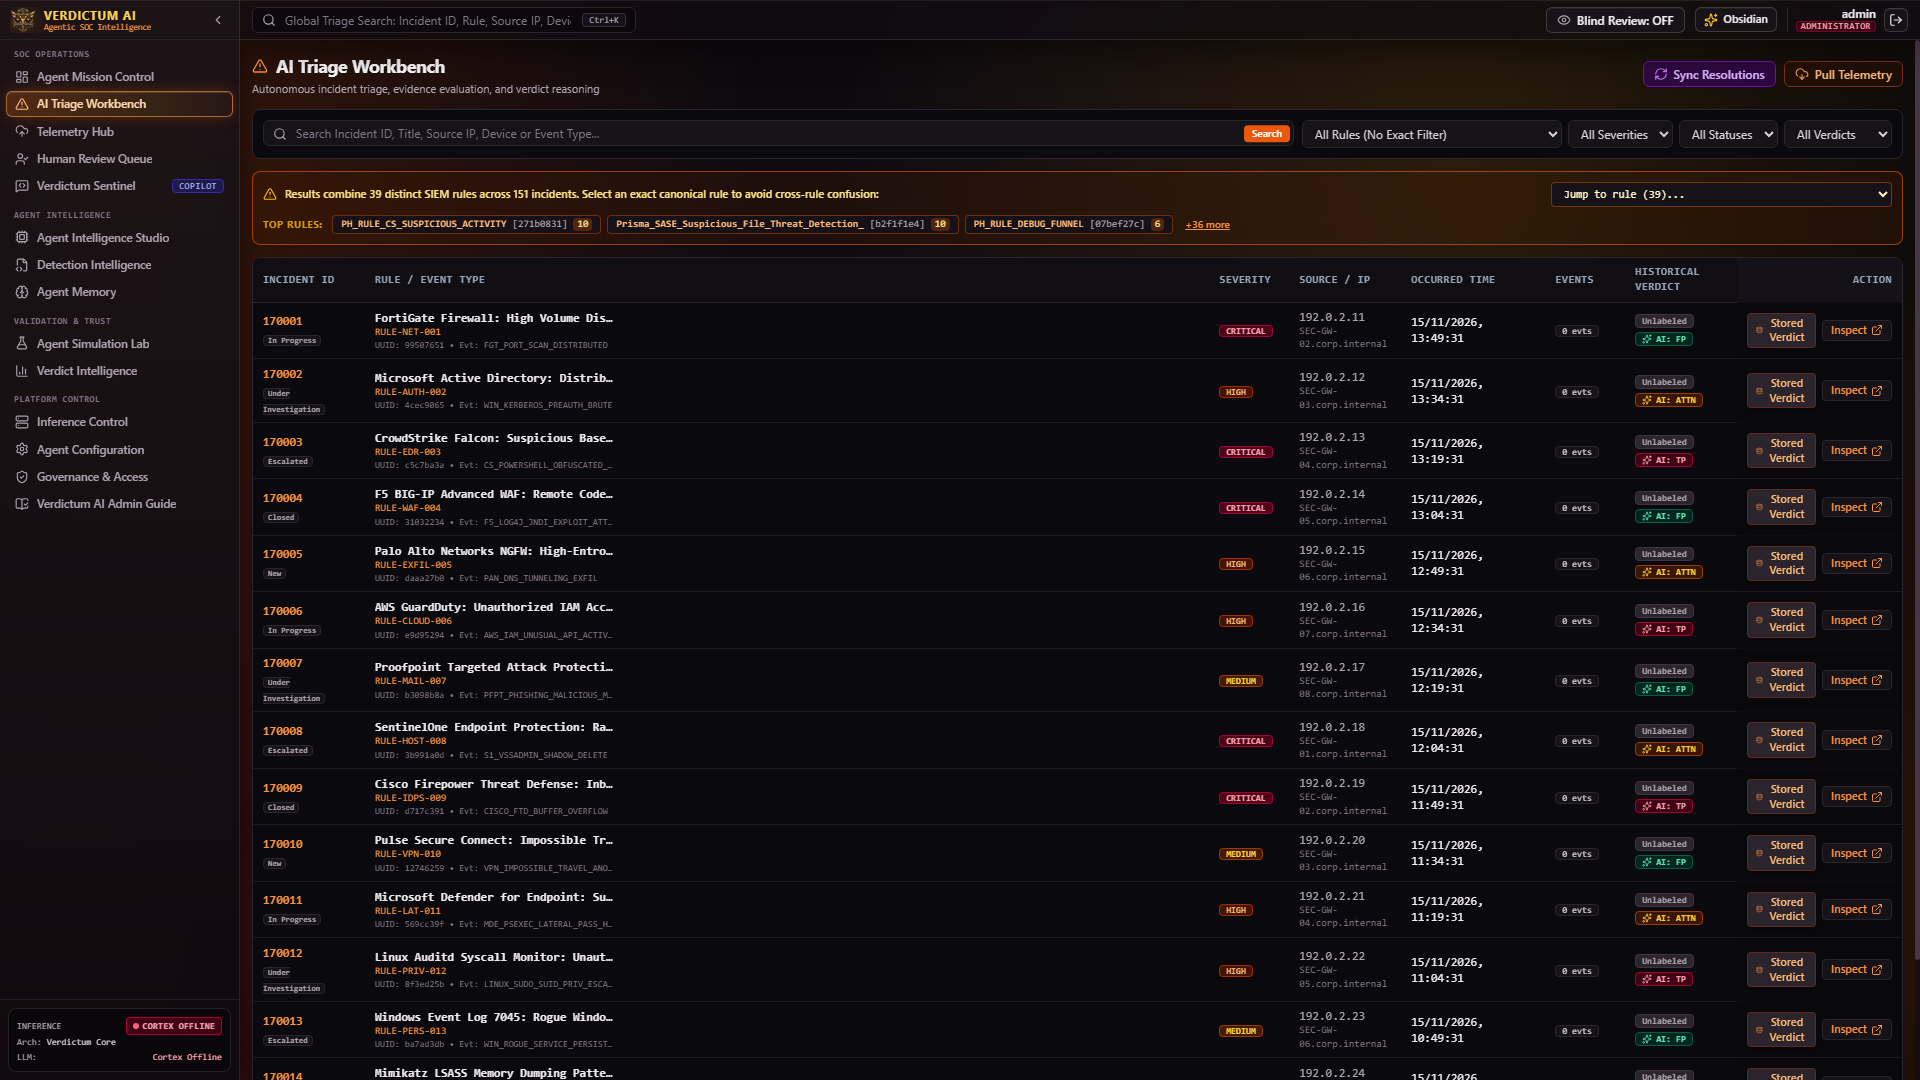 VERDICTUM AI
Agentic SOC Intelligence
Global Triage Search: Incident ID, Rule, Source IP, Devi
Ctrl+K
Blind Review: OFF
Obsidian
admin
ADMINISTRATOR
SOC OPERATIONS
Agent Mission Control
AI Triage Workbench
Telemetry Hub
Human Review Queue
Verdictum Sentinel
COPILOT
AGENT INTELLIGENCE
Agent Intelligence Studio
Detection Intelligence
Agent Memory
VALIDATION & TRUST
Agent Simulation Lab
Verdict Intelligence
PLATFORM CONTROL
Inference Control
Agent Configuration
Governance & Access
Verdictum AI Admin Guide
INFERENCE
CORTEX OFFLINE
Arch: Verdictum Core
LLM: Cortex Offline
AI Triage Workbench
Autonomous incident triage, evidence evaluation, and verdict reasoning
Sync Resolutions
Pull Telemetry
Search Incident ID, Title, Source IP, Device or Event Type...
Search
All Rules (No Exact Filter)
All Severities
All Statuses
All Verdicts
Results combine 39 distinct SIEM rules across 151 incidents. Select an exact canonical rule to avoid cross-rule confusion:
Jump to rule (39)...
TOP RULES: PH_RULE_CS_SUSPICIOUS_ACTIVITY [271b0831] 10 Prisma_SASE_Suspicious_File_Threat_Detection_ [b2f1f1e4] 10 PH_RULE_DEBUG_FUNNEL [07bef27c] 6 +36 more
INCIDENT ID RULE / EVENT TYPE SEVERITY SOURCE / IP OCCURRED TIME EVENTS HISTORICAL VERDICT ACTION
170001
In Progress
FortiGate Firewall: High Volume Dis…
RULE-NET-001
UUID: 99507651 • Evt: FGT_PORT_SCAN_DISTRIBUTED
CRITICAL
192.0.2.11
SEC-GW-
02.corp.internal
15/11/2026,
13:49:31
0 evts
Unlabeled
AI: FP
Stored Verdict
Inspect
170002
Under
Investigation
Microsoft Active Directory: Distrib…
RULE-AUTH-002
UUID: 4cec9065 • Evt: WIN_KERBEROS_PREAUTH_BRUTE
HIGH
192.0.2.12
SEC-GW-
03.corp.internal
15/11/2026,
13:34:31
0 evts
Unlabeled
AI: ATTN
Stored Verdict
Inspect
170003
Escalated
CrowdStrike Falcon: Suspicious Base…
RULE-EDR-003
UUID: c5c7ba3a • Evt: CS_POWERSHELL_OBFUSCATED_…
CRITICAL
192.0.2.13
SEC-GW-
04.corp.internal
15/11/2026,
13:19:31
0 evts
Unlabeled
AI: TP
Stored Verdict
Inspect
170004
Closed
F5 BIG-IP Advanced WAF: Remote Code…
RULE-WAF-004
UUID: 31032234 • Evt: F5_LOG4J_JNDI_EXPLOIT_ATT…
CRITICAL
192.0.2.14
SEC-GW-
05.corp.internal
15/11/2026,
13:04:31
0 evts
Unlabeled
AI: FP
Stored Verdict
Inspect
170005
New
Palo Alto Networks NGFW: High-Entro…
RULE-EXFIL-005
UUID: daaa27b0 • Evt: PAN_DNS_TUNNELING_EXFIL
HIGH
192.0.2.15
SEC-GW-
06.corp.internal
15/11/2026,
12:49:31
0 evts
Unlabeled
AI: ATTN
Stored Verdict
Inspect
170006
In Progress
AWS GuardDuty: Unauthorized IAM Acc…
RULE-CLOUD-006
UUID: e9d95294 • Evt: AWS_IAM_UNUSUAL_API_ACTIV…
HIGH
192.0.2.16
SEC-GW-
07.corp.internal
15/11/2026,
12:34:31
0 evts
Unlabeled
AI: TP
Stored Verdict
Inspect
170007
Under
Investigation
Proofpoint Targeted Attack Protecti…
RULE-MAIL-007
UUID: b3098b8a • Evt: PFPT_PHISHING_MALICIOUS_M…
MEDIUM
192.0.2.17
SEC-GW-
08.corp.internal
15/11/2026,
12:19:31
0 evts
Unlabeled
AI: FP
Stored Verdict
Inspect
170008
Escalated
SentinelOne Endpoint Protection: Ra…
RULE-HOST-008
UUID: 3b991a0d • Evt: S1_VSSADMIN_SHADOW_DELETE
CRITICAL
192.0.2.18
SEC-GW-
01.corp.internal
15/11/2026,
12:04:31
0 evts
Unlabeled
AI: ATTN
Stored Verdict
Inspect
170009
Closed
Cisco Firepower Threat Defense: Inb…
RULE-IDPS-009
UUID: d717c391 • Evt: CISCO_FTD_BUFFER_OVERFLOW
CRITICAL
192.0.2.19
SEC-GW-
02.corp.internal
15/11/2026,
11:49:31
0 evts
Unlabeled
AI: TP
Stored Verdict
Inspect
170010
New
Pulse Secure Connect: Impossible Tr…
RULE-VPN-010
UUID: 12746259 • Evt: VPN_IMPOSSIBLE_TRAVEL_ANO…
MEDIUM
192.0.2.20
SEC-GW-
03.corp.internal
15/11/2026,
11:34:31
0 evts
Unlabeled
AI: FP
Stored Verdict
Inspect
170011
In Progress
Microsoft Defender for Endpoint: Su…
RULE-LAT-011
UUID: 569cc39f • Evt: MDE_PSEXEC_LATERAL_PASS_H…
HIGH
192.0.2.21
SEC-GW-
04.corp.internal
15/11/2026,
11:19:31
0 evts
Unlabeled
AI: ATTN
Stored Verdict
Inspect
170012
Under
Investigation
Linux Auditd Syscall Monitor: Unaut…
RULE-PRIV-012
UUID: 8f3ed25b • Evt: LINUX_SUDO_SUID_PRIV_ESCA…
HIGH
192.0.2.22
SEC-GW-
05.corp.internal
15/11/2026,
11:04:31
0 evts
Unlabeled
AI: TP
Stored Verdict
Inspect
170013
Escalated
Windows Event Log 7045: Rogue Windo…
RULE-PERS-013
UUID: ba7ad3db • Evt: WIN_ROGUE_SERVICE_PERSIST…
MEDIUM
192.0.2.23
SEC-GW-
06.corp.internal
15/11/2026,
10:49:31
0 evts
Unlabeled
AI: FP
Stored Verdict
Inspect
170014
Mimikatz LSASS Memory Dumping Patte…
192.0.2.24
15/11/2026,
Unlabeled
Stored